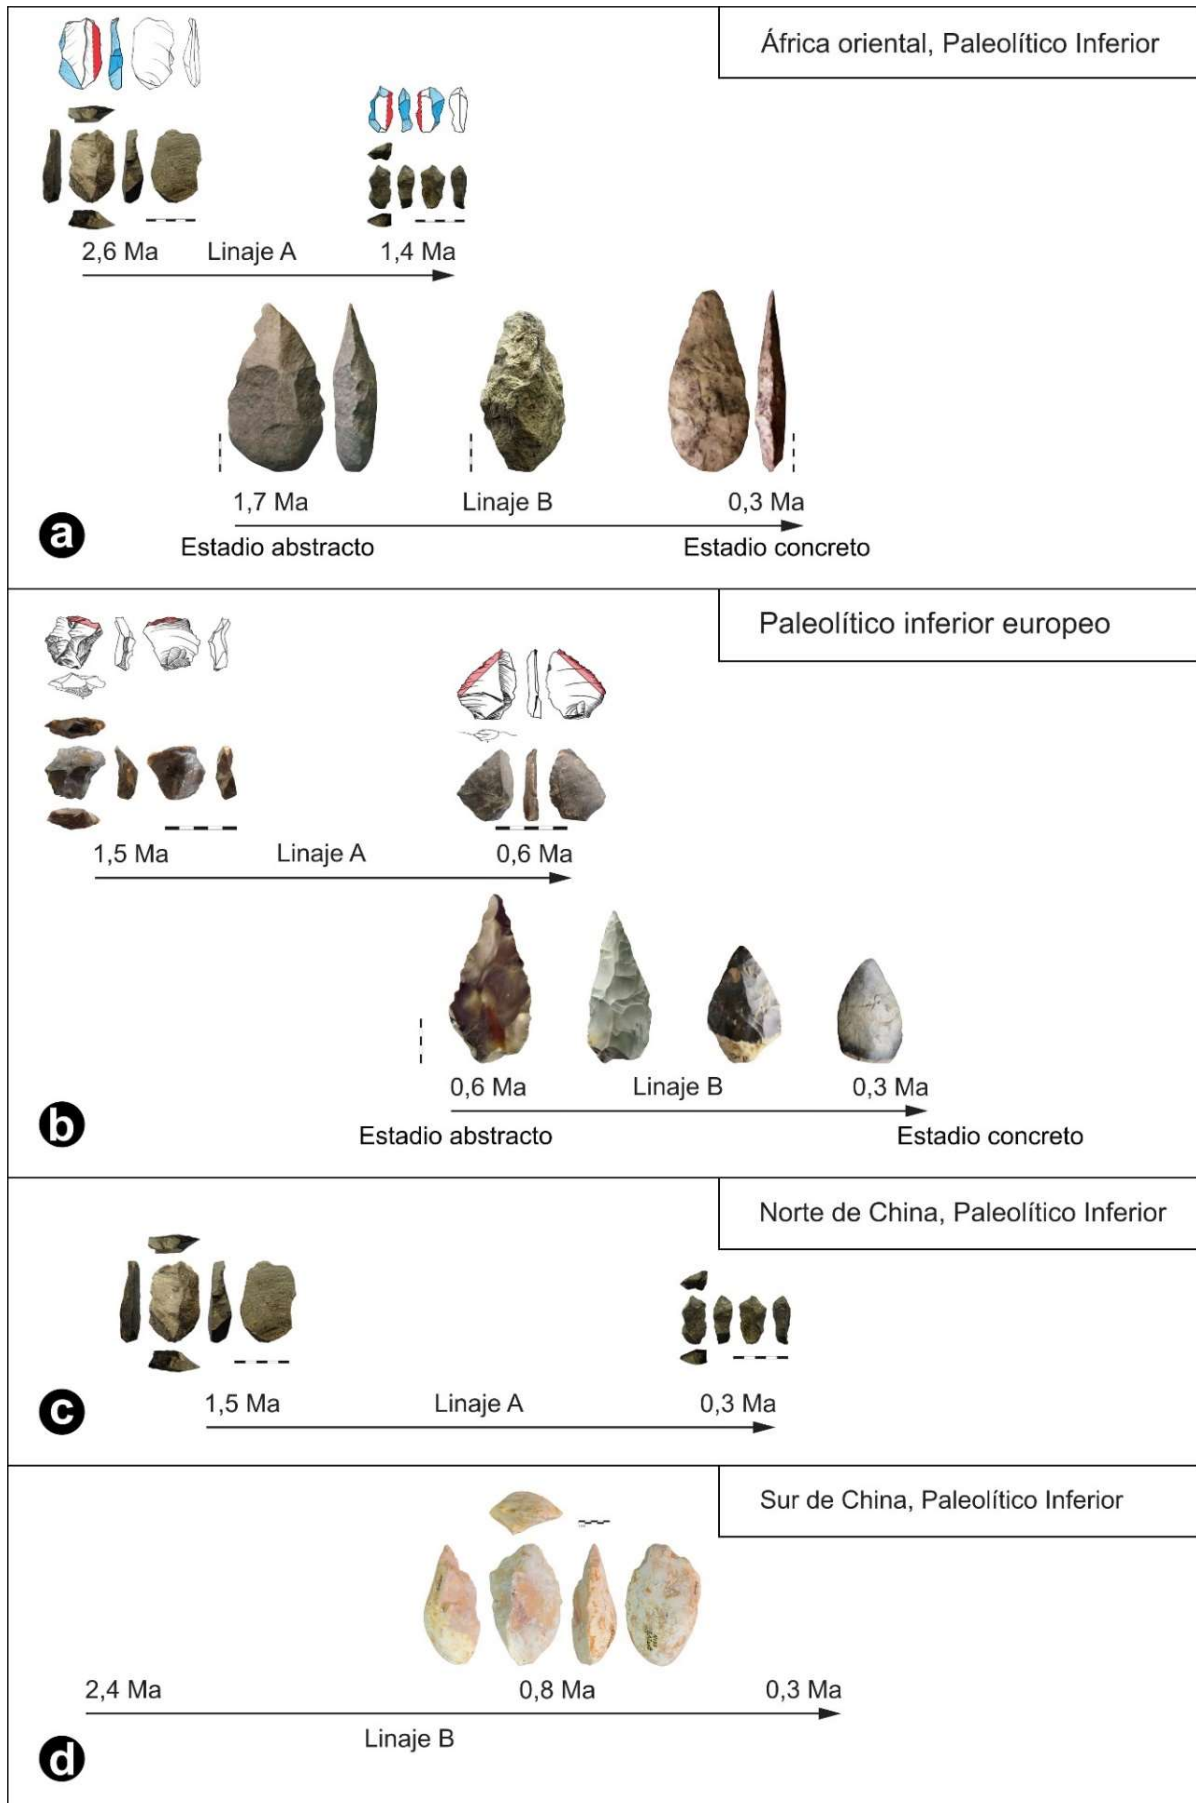 África oriental, Paleolítico Inferior
2,6 Ma Linaje A 1,4 Ma
1,7 Ma Linaje B 0,3 Ma
Estadio abstracto Estadio concreto
a
Paleolítico inferior europeo
1,5 Ma Linaje A 0,6 Ma
0,6 Ma Linaje B 0,3 Ma
Estadio abstracto Estadio concreto
b
Norte de China, Paleolítico Inferior
1,5 Ma Linaje A 0,3 Ma
c
Sur de China, Paleolítico Inferior
2,4 Ma 0,8 Ma 0,3 Ma
Linaje B
d